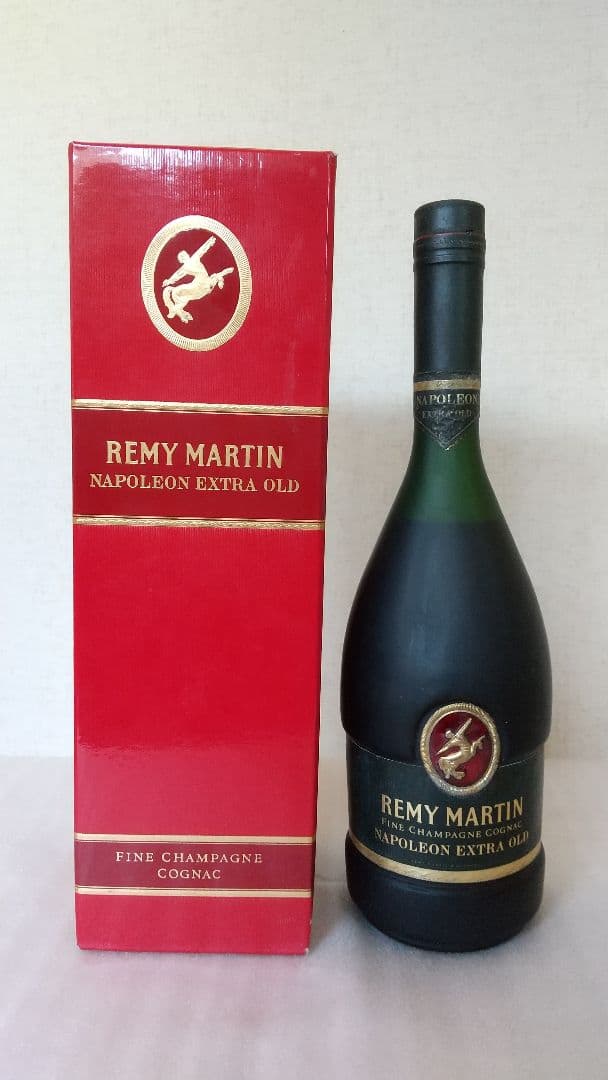 REMY MARTIN
NAPOLEON EXTRA OLD
FINE CHAMPAGNE
COGNAC
NAPOLEON
EXTRA OLD
REMY MARTIN
FINE CHAMPAGNE COGNAC
NAPOLEON EXTRA OLD